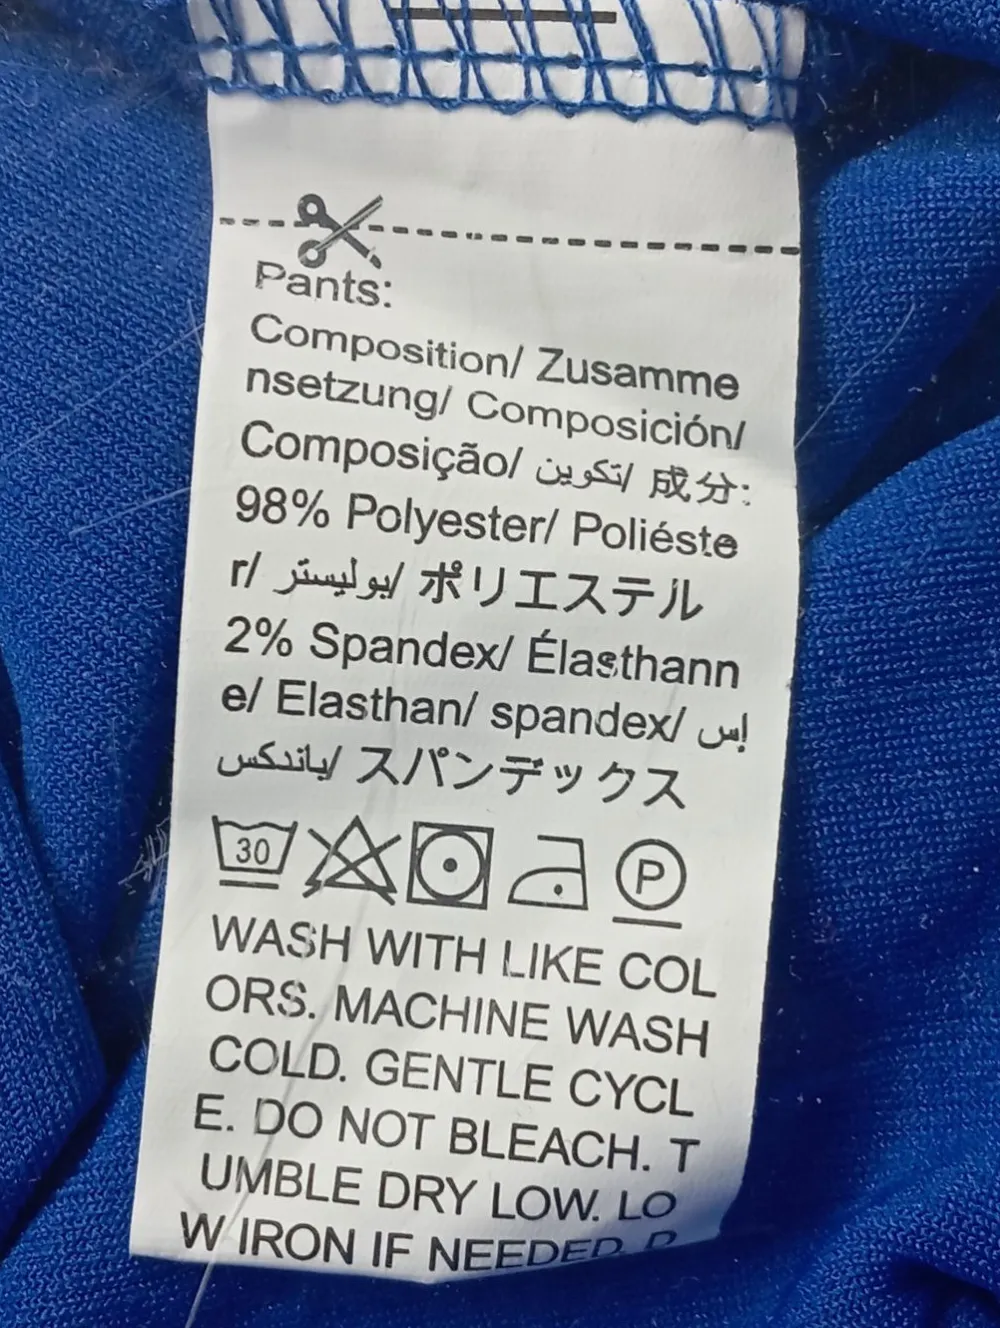 Pants:
Composition/ Zusamme
nsetzung/ Composición/
Composição/ تكوين/ 成分:
98% Polyester/ Poliéste
r/ بوليستر/ ポリエステル
2% Spandex/ Élasthann
e/ Elasthan/ spandex/ إس
باندكس/ スパンデックス
30 P
WASH WITH LIKE COL
ORS. MACHINE WASH
COLD. GENTLE CYCL
E. DO NOT BLEACH. T
UMBLE DRY LOW. LO
W IRON IF NEEDED.